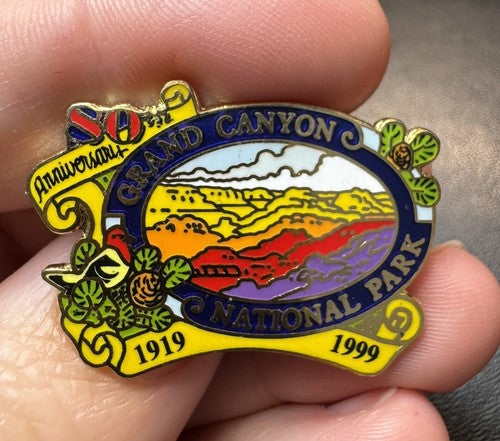 80th
Anniversary
GRAND CANYON
NATIONAL PARK
1919 1999